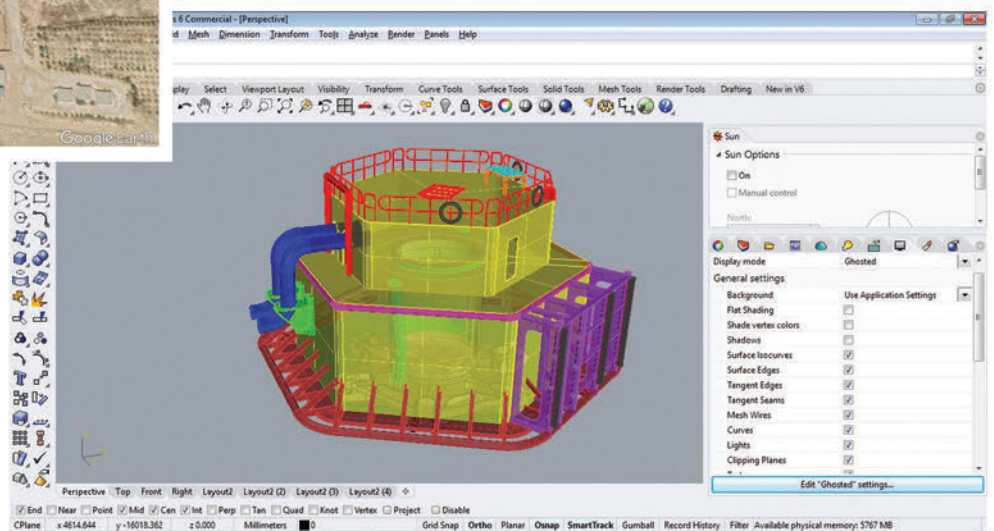 s 6 Commercial - [Perspective]
Mesh Dimension Transform Tools Analyze Render Panels Help
play Select Viewport Layout Visibility Transform Curve Tools Surface Tools Solid Tools Mesh Tools Render Tools Drafting New in V6
Google Earth
Sun
Sun Options
On
Manual control
North:
Display mode Ghosted
General settings
Background Use Application Settings
Flat Shading
Shade vertex colors
Shadows
Surface Isocurves
Surface Edges
Tangent Edges
Tangent Seams
Mesh Wires
Curves
Lights
Clipping Planes
Edit "Ghosted" settings...
Perspective Top Front Right Layout2 Layout2 (2) Layout2 (3) Layout2 (4)
End Near Point Mid Cen Int Perp Tan Quad Knot Vertex Project Disable
CPlane x 4614.644 y -16018.362 z 0.000 Millimeters 0 Grid Snap Ortho Planar Osnap SmartTrack Gumball Record History Filter Available physical memory: 5767 MB